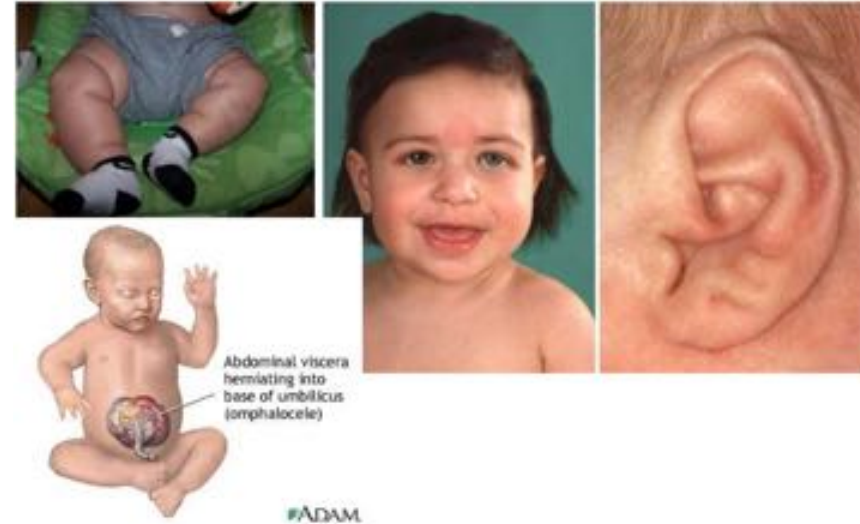 Abdominal viscera
herniating into
base of umbilicus
(omphalocele)
ADAM